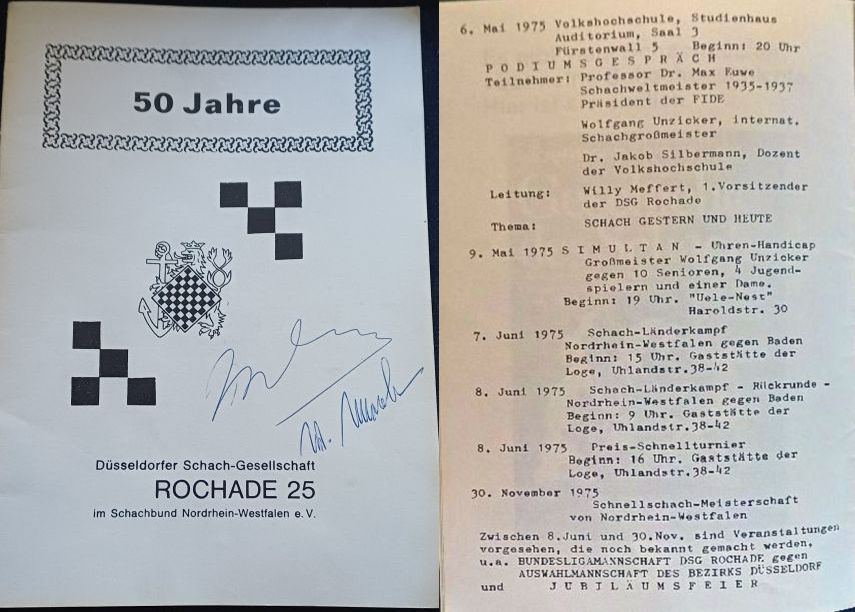 50 Jahre
Düsseldorfer Schach-Gesellschaft
ROCHADE 25
im Schachbund Nordrhein-Westfalen e. V.
6. Mai 1975 Volkshochschule, Studienhaus
Auditorium, Saal 3
Fürstenwall 5 Beginn: 20 Uhr
P O D I U M S G E S P R Ä C H
Teilnehmer: Professor Dr. Max Euwe
Schachweltmeister 1935-1937
Präsident der FIDE
Wolfgang Unzicker, internat.
Schachgroßmeister
Dr. Jakob Silbermann, Dozent
der Volkshochschule
Leitung: Willy Meffert, 1.Vorsitzender
der DSG Rochade
Thema: SCHACH GESTERN UND HEUTE
9. Mai 1975 S I M U L T A N - Uhren-Handicap
Großmeister Wolfgang Unzicker
gegen 10 Senioren, 4 Jugend-
spielern und einer Dame.
Beginn: 19 Uhr. "Uele-Nest"
Haroldstr. 30
7. Juni 1975 Schach-Länderkampf
Nordrhein-Westfalen gegen Baden
Beginn: 15 Uhr. Gaststätte der
Loge, Uhlandstr.38-42
8. Juni 1975 Schach-Länderkampf - Rückrunde -
Nordrhein-Westfalen gegen Baden
Beginn: 9 Uhr. Gaststätte der
Loge, Uhlandstr.38-42
8. Juni 1975 Preis-Schnellturnier
Beginn: 16 Uhr. Gaststätte der
Loge, Uhlandstr.38-42
30. November 1975
Schnellschach-Meisterschaft
von Nordrhein-Westfalen
Zwischen 8.Juni und 30.Nov. sind Veranstaltungen
vorgesehen, die noch bekannt gemacht werden,
u.a. BUNDESLIGAMANNSCHAFT DSG ROCHADE gegen
AUSWAHLMANNSCHAFT DES BEZIRKS DÜSSELDORF
und J U B I L Ä U M S F E I E R